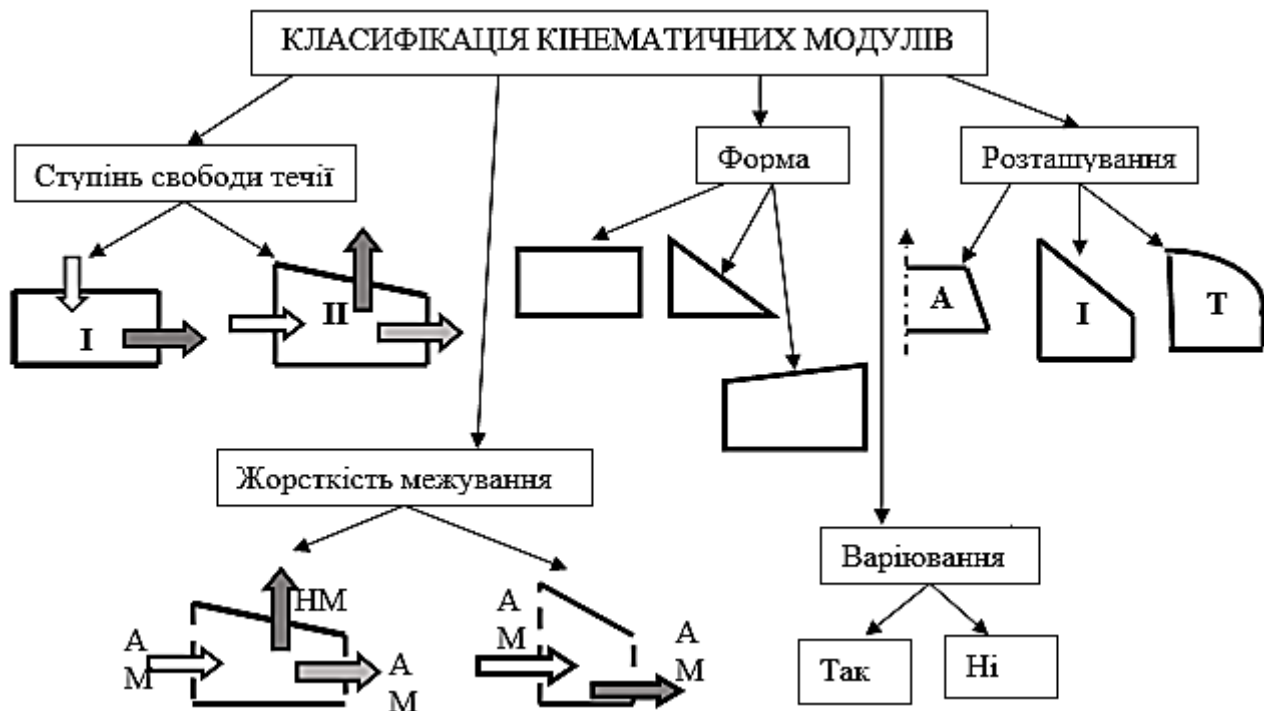 КЛАСИФІКАЦІЯ КІНЕМАТИЧНИХ МОДУЛІВ
Ступінь свободи течії
Форма
Розташування
I
II
А
І
Т
Жорсткість межування
Варіювання
НМ
А
М
А
М
А
М
А
М
Так
Ні